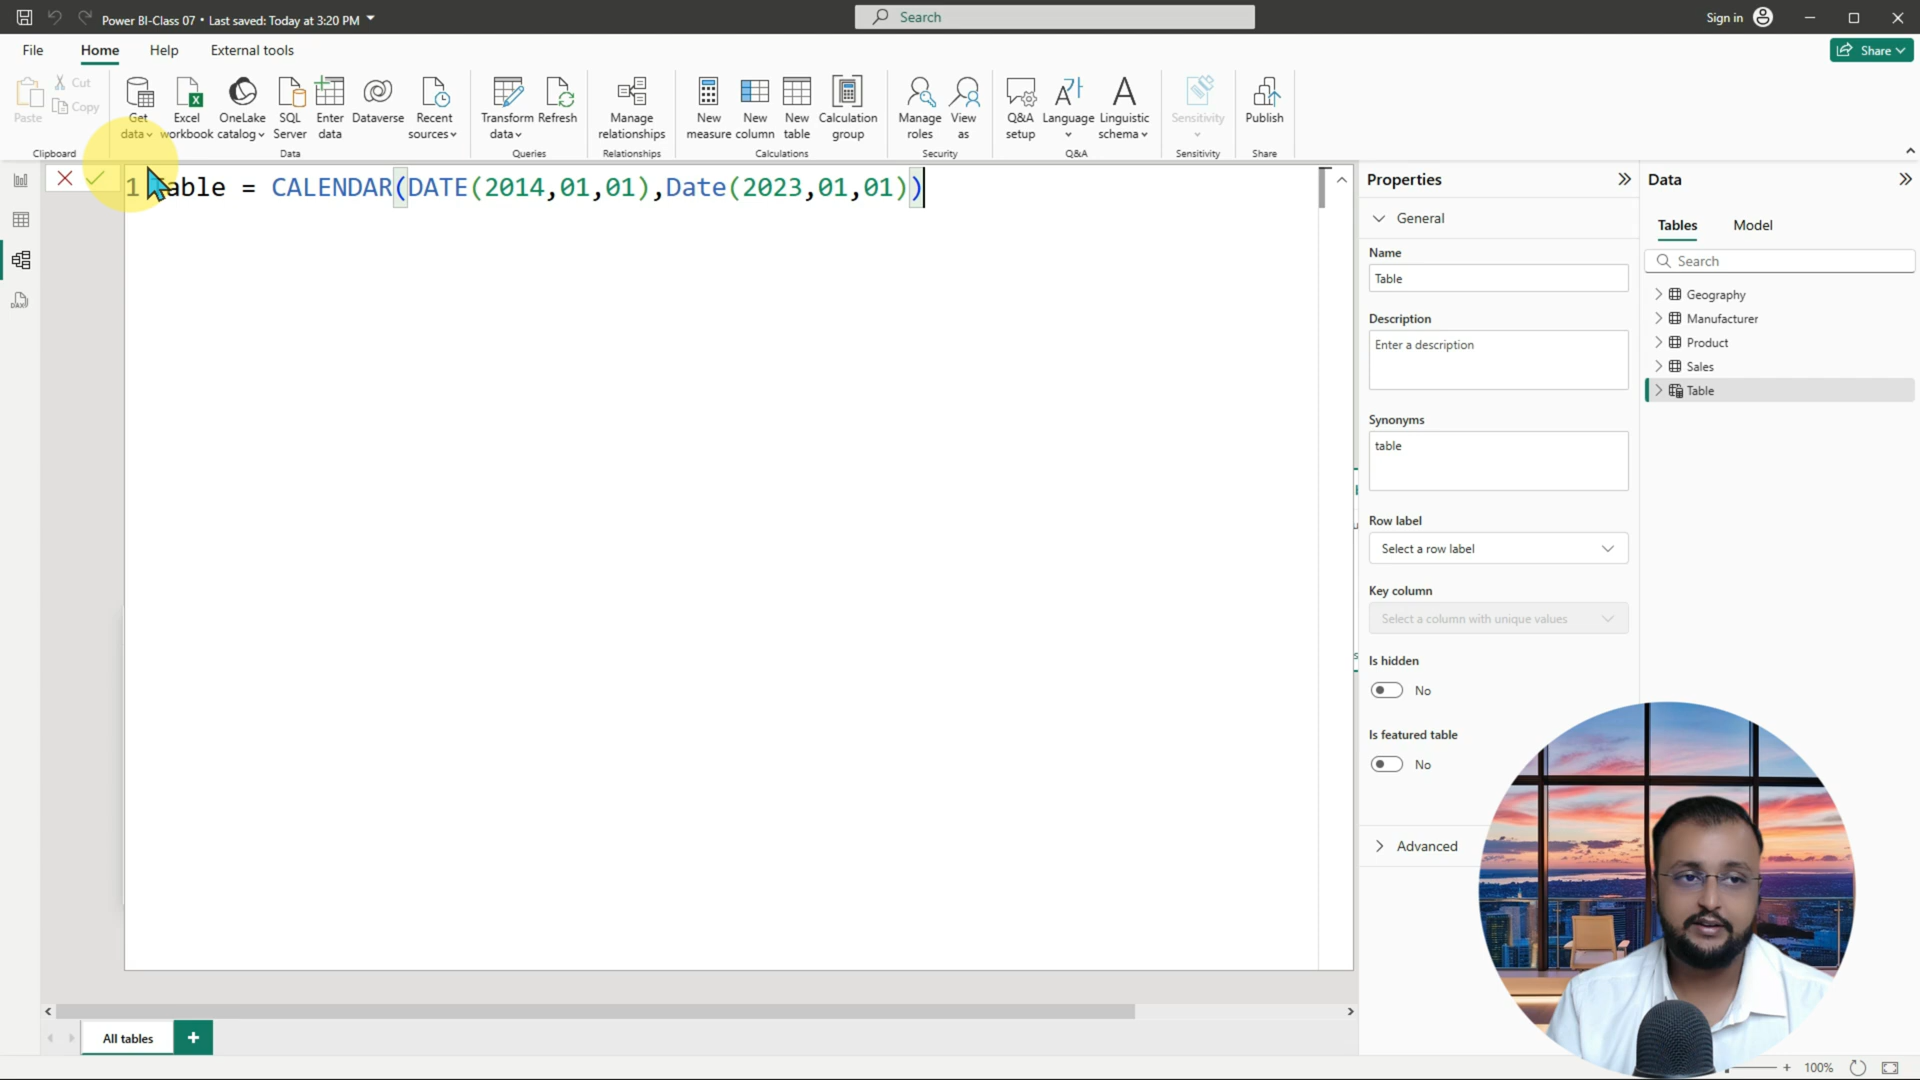 Power BI-Class 07 • Last saved: Today at 3:20 PM
Search
Sign in
File
Home
Help
External tools
Share
Paste
Cut
Copy
Clipboard
Get data
Excel workbook
OneLake catalog
SQL Server
Enter data
Dataverse
Recent sources
Data
Transform data
Refresh
Queries
Manage relationships
Relationships
New measure
New column
New table
Calculation group
Calculations
Manage roles
View as
Security
Q&A setup
Language
Linguistic schema
Q&A
Sensitivity
Sensitivity
Publish
Share
1 Table = CALENDAR(DATE(2014,01,01),Date(2023,01,01))
DAX
Properties
General
Name
Table
Description
Enter a description
Synonyms
table
Row label
Select a row label
Key column
Select a column with unique values
Is hidden
No
Is featured table
No
Advanced
Data
Tables
Model
Search
Geography
Manufacturer
Product
Sales
Table
All tables
100%